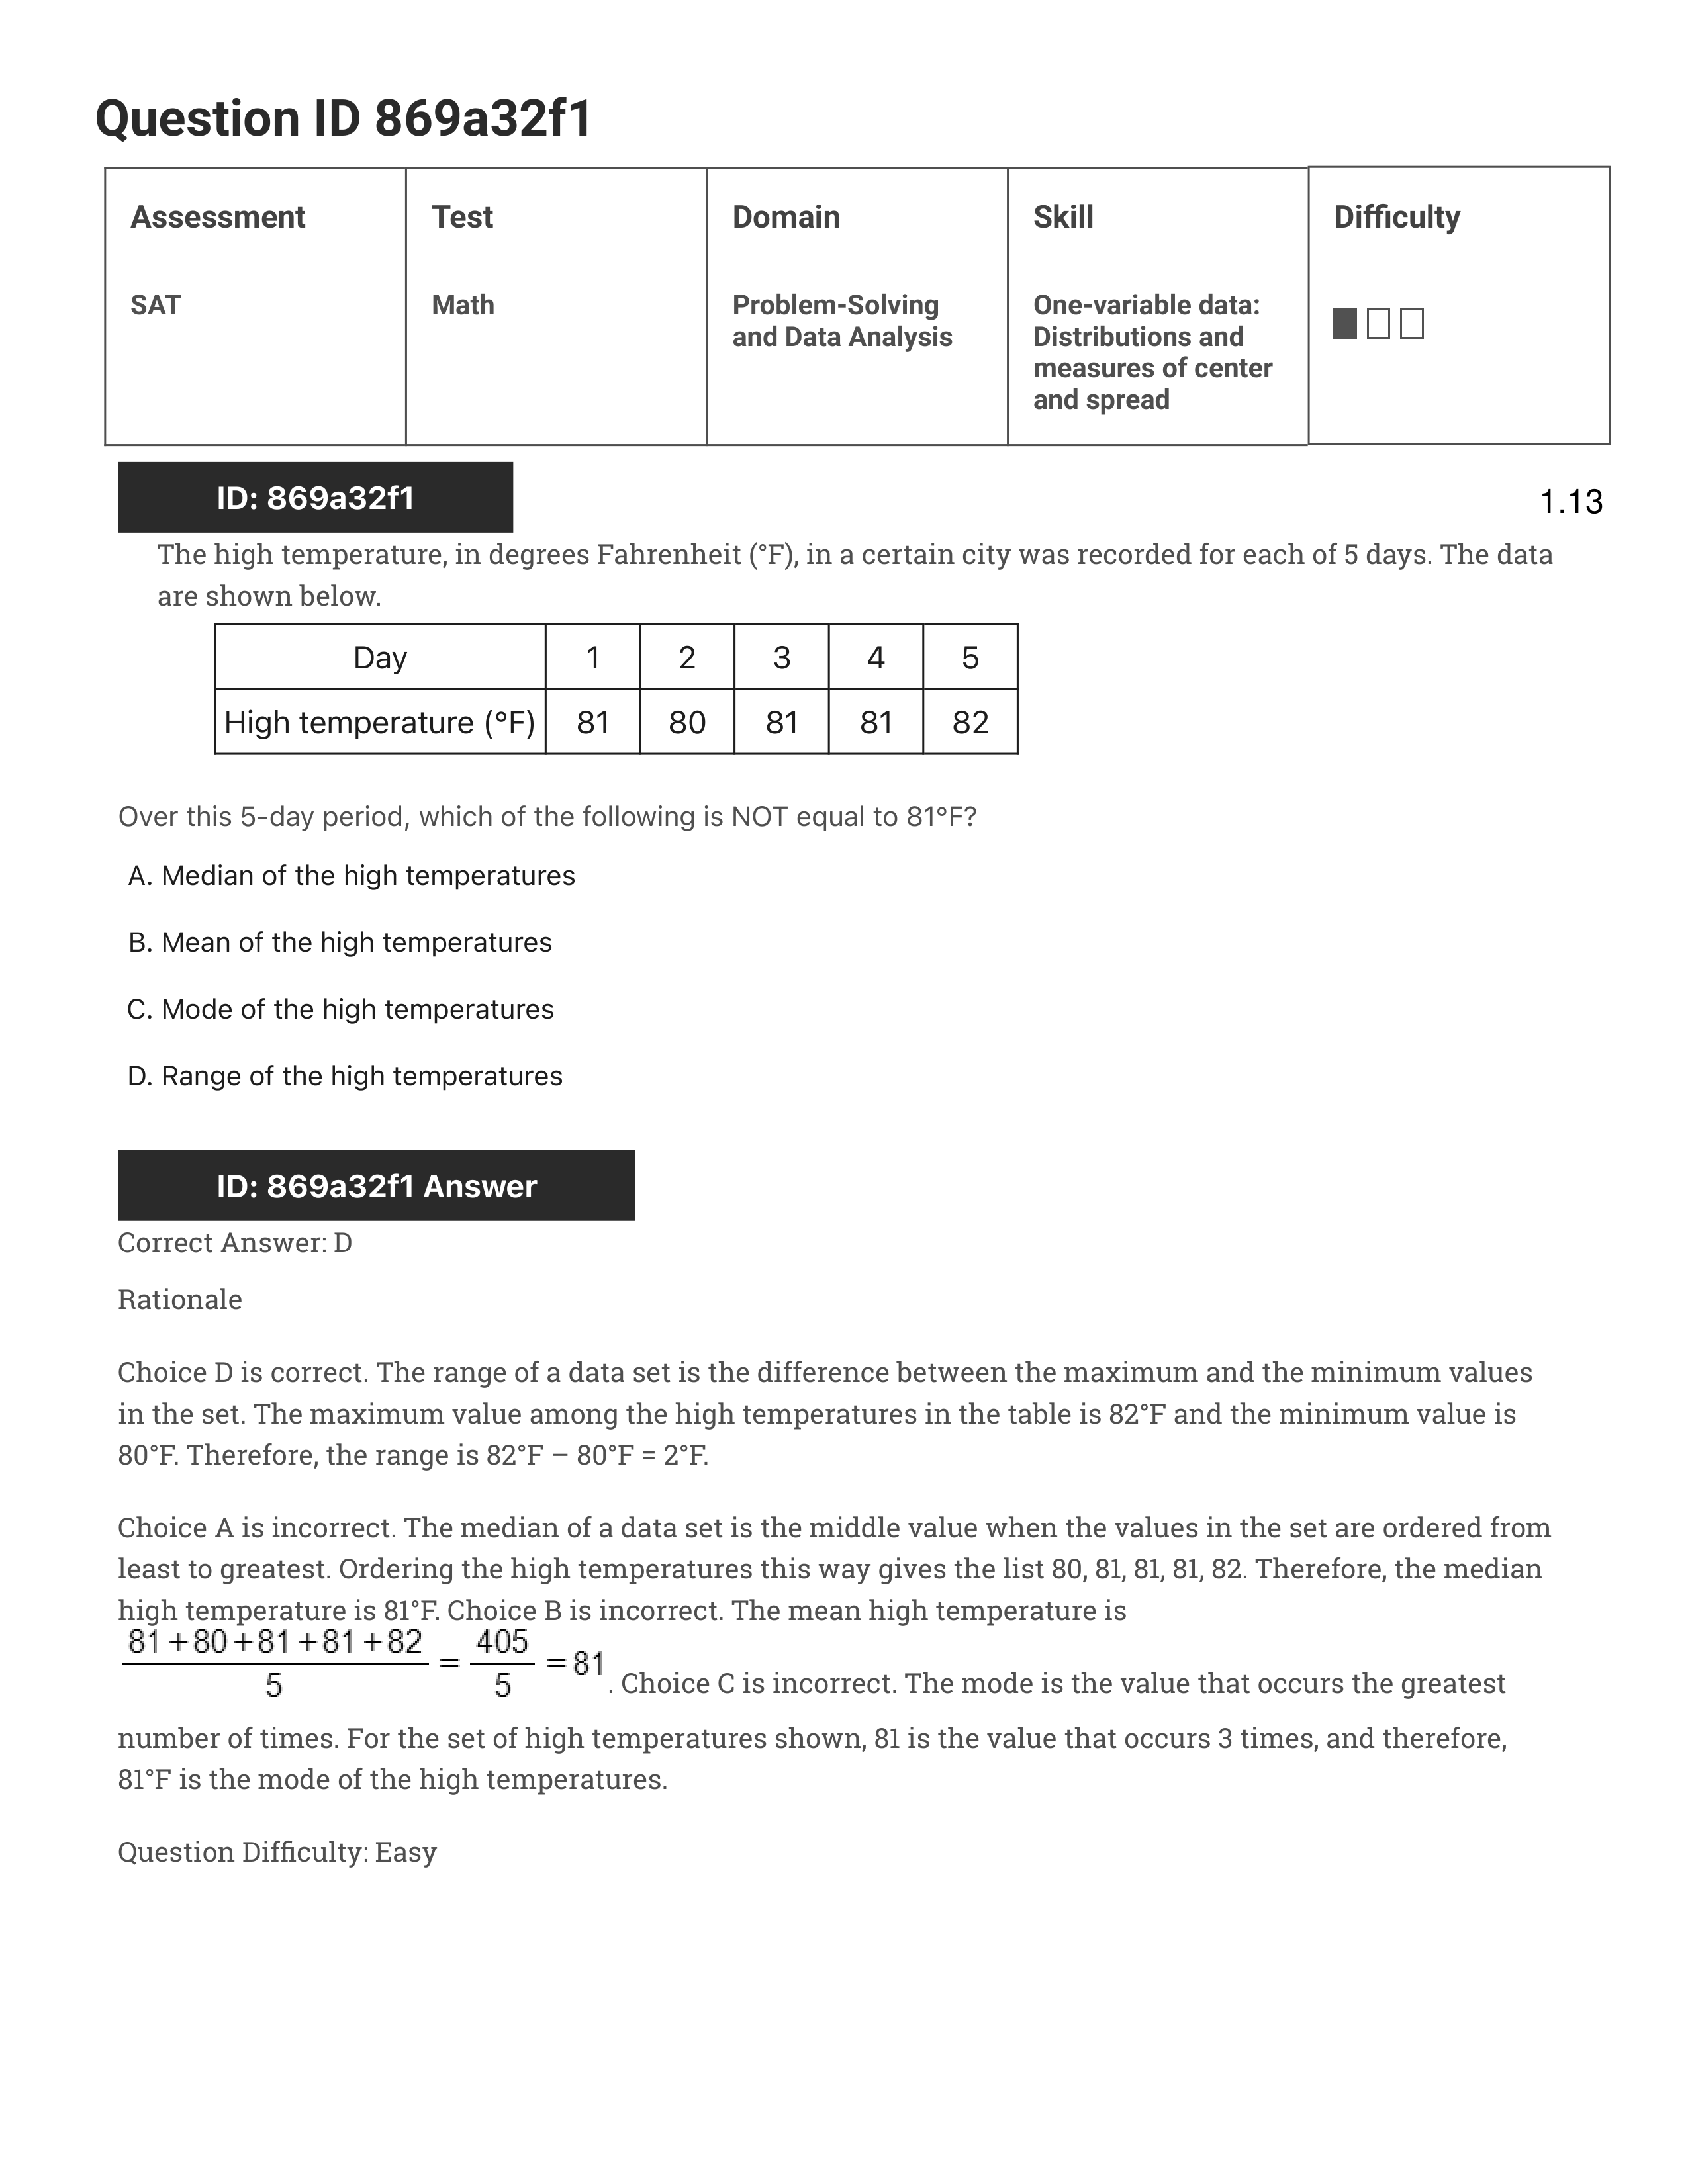 Question ID 869a32f1
Assessment
Test
Domain
Skill
Difficulty
SAT
Math
Problem-Solving
and Data Analysis
One-variable data:
Distributions and
measures of center
and spread
ID: 869a32f1
1.13
The high temperature, in degrees Fahrenheit (°F), in a certain city was recorded for each of 5 days. The data
are shown below.
Day 1 2 3 4 5
High temperature (°F) 81 80 81 81 82
Over this 5-day period, which of the following is NOT equal to 81°F?
A. Median of the high temperatures
B. Mean of the high temperatures
C. Mode of the high temperatures
D. Range of the high temperatures
ID: 869a32f1 Answer
Correct Answer: D
Rationale
Choice D is correct. The range of a data set is the difference between the maximum and the minimum values
in the set. The maximum value among the high temperatures in the table is 82°F and the minimum value is
80°F. Therefore, the range is 82°F – 80°F = 2°F.
Choice A is incorrect. The median of a data set is the middle value when the values in the set are ordered from
least to greatest. Ordering the high temperatures this way gives the list 80, 81, 81, 81, 82. Therefore, the median
high temperature is 81°F. Choice B is incorrect. The mean high temperature is
81+80+81+81+82 / 5 = 405 / 5 = 81 . Choice C is incorrect. The mode is the value that occurs the greatest
number of times. For the set of high temperatures shown, 81 is the value that occurs 3 times, and therefore,
81°F is the mode of the high temperatures.
Question Difficulty: Easy